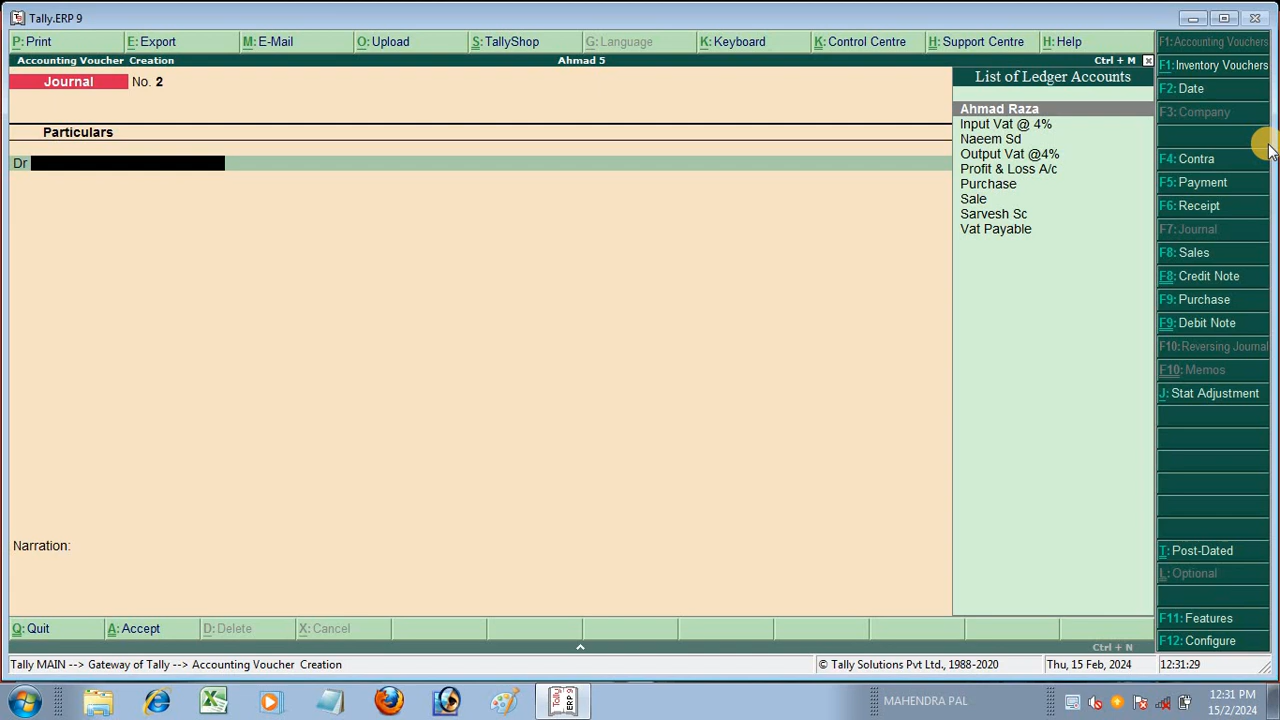 Tally.ERP 9
P: Print E: Export M: E-Mail O: Upload S: TallyShop G: Language K: Keyboard K: Control Centre H: Support Centre H: Help
Accounting Voucher Creation Ahmad 5 Ctrl + M
Journal No. 2
Particulars
Dr
Narration:
List of Ledger Accounts
Ahmad Raza
Input Vat @ 4%
Naeem Sd
Output Vat @4%
Profit & Loss A/c
Purchase
Sale
Sarvesh Sc
Vat Payable
F1: Accounting Vouchers
F1: Inventory Vouchers
F2: Date
F3: Company
F4: Contra
F5: Payment
F6: Receipt
F7: Journal
F8: Sales
F8: Credit Note
F9: Purchase
F9: Debit Note
F10: Reversing Journal
F10: Memos
J: Stat Adjustment
T: Post-Dated
L: Optional
F11: Features
F12: Configure
Q: Quit A: Accept D: Delete X: Cancel
Ctrl + N
Tally MAIN --> Gateway of Tally --> Accounting Voucher Creation © Tally Solutions Pvt Ltd., 1988-2020 Thu, 15 Feb, 2024 12:31:29
Tally ERP 9
MAHENDRA PAL
12:31 PM
15/2/2024